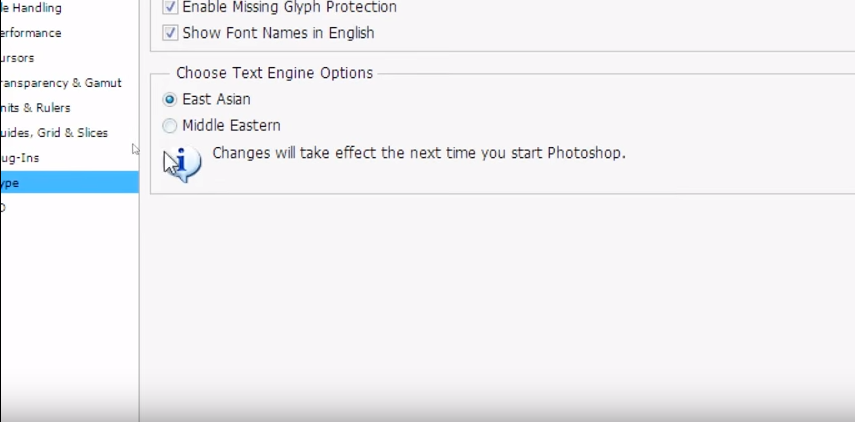 le Handling
erformance
ursors
ransparency & Gamut
nits & Rulers
uides, Grid & Slices
ug-Ins
ype
D
Enable Missing Glyph Protection
Show Font Names in English
Choose Text Engine Options
East Asian
Middle Eastern
Changes will take effect the next time you start Photoshop.